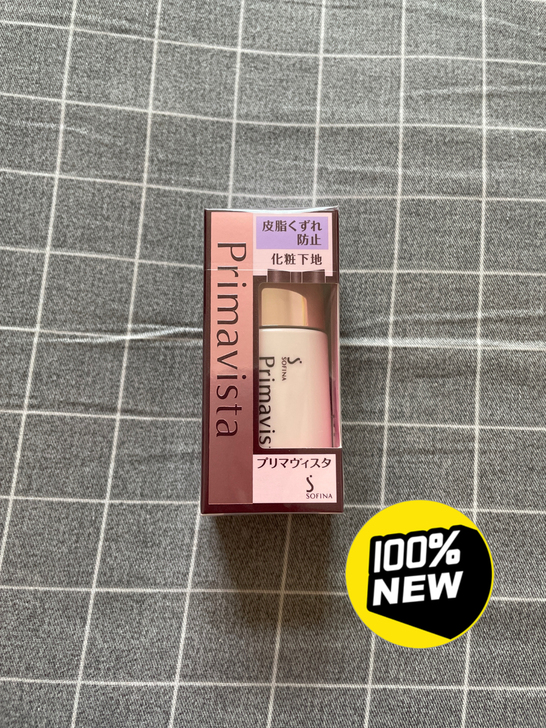 皮脂くずれ
防止
化粧下地
Primavista
SOFINA
Primavis
プリマヴィスタ
SOFINA
100%
NEW